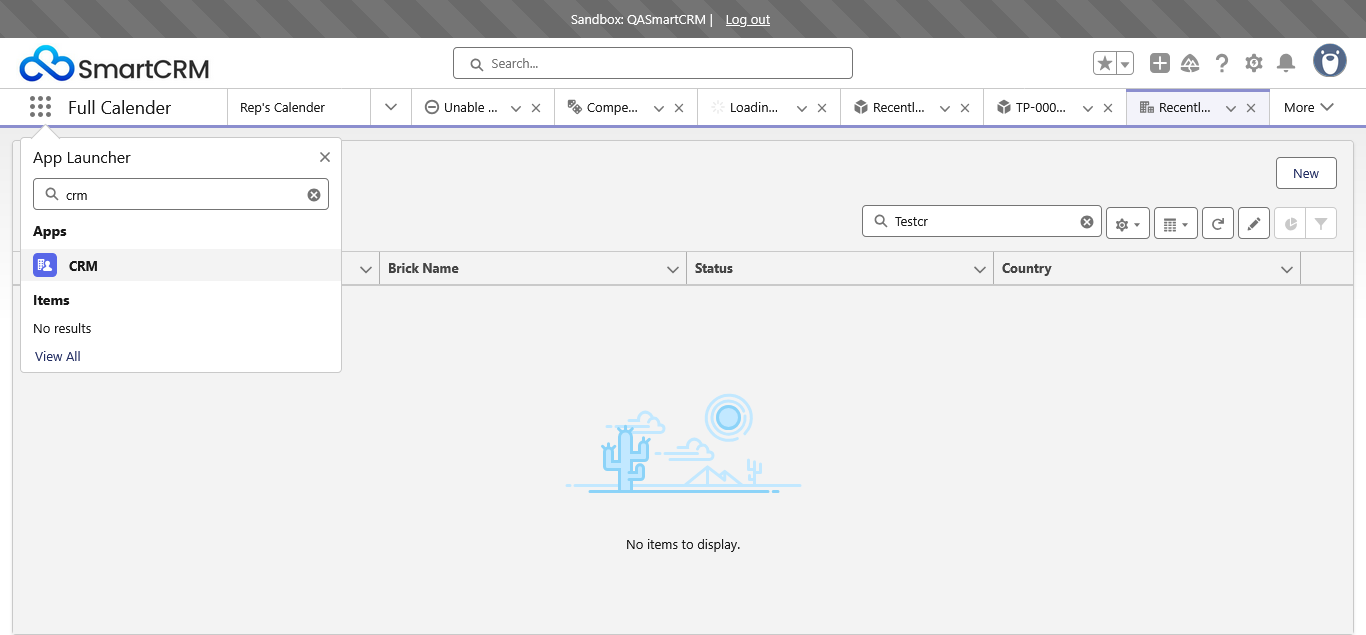 Sandbox: QASmartCRM | Log out
SmartCRM
Search...
Full Calender
Rep's Calender
Unable ...
Compe...
Loadin...
Recentl...
TP-000...
Recentl...
More
App Launcher
crm
Apps
CRM
Items
No results
View All
New
Testcr
Brick Name
Status
Country
No items to display.